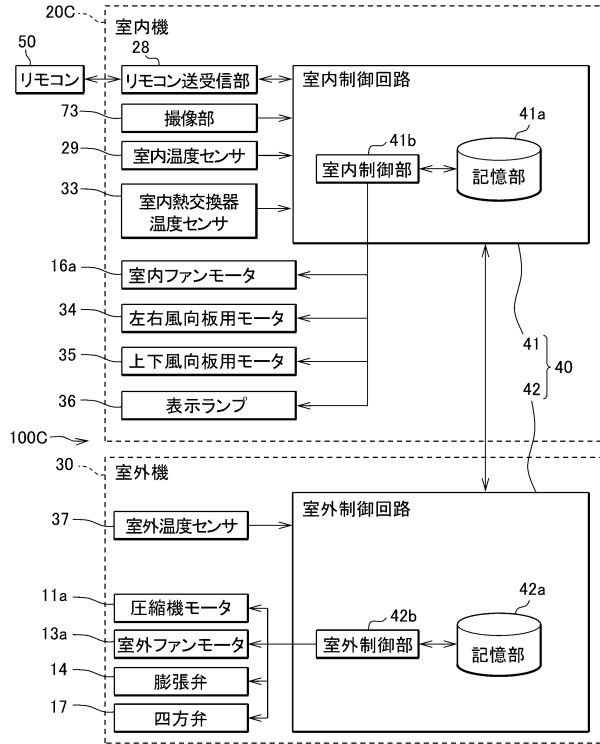 20C
室内機
50
リモコン
28
リモコン送受信部
室内制御回路
73
撮像部
29
室内温度センサ
33
室内熱交換器
温度センサ
41b
室内制御部
41a
記憶部
16a
室内ファンモータ
34
左右風向板用モータ
35
上下風向板用モータ
36
表示ランプ
41
42
40
100C
30
室外機
室外制御回路
37
室外温度センサ
11a
圧縮機モータ
13a
室外ファンモータ
14
膨張弁
17
四方弁
42b
室外制御部
42a
記憶部